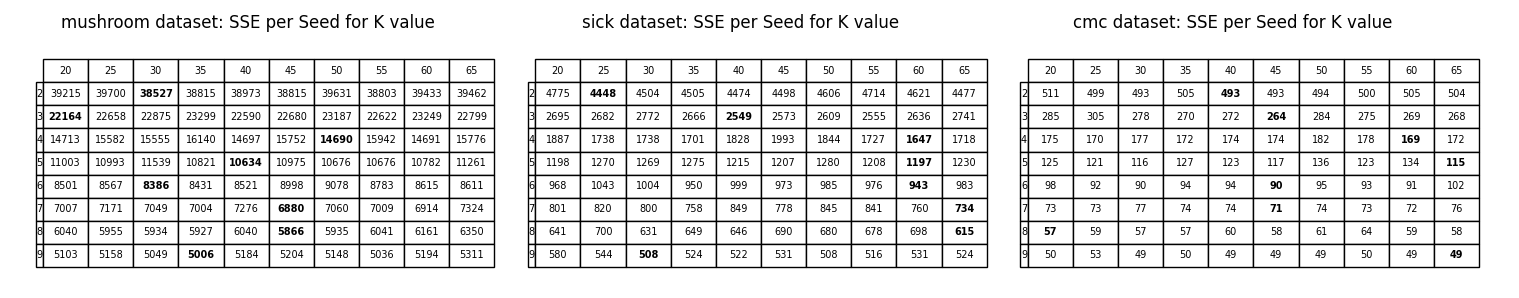 mushroom dataset: SSE per Seed for K value
20 25 30 35 40 45 50 55 60 65
2 39215 39700 38527 38815 38973 38815 39631 38803 39433 39462
3 22164 22658 22875 23299 22590 22680 23187 22622 23249 22799
4 14713 15582 15555 16140 14697 15752 14690 15942 14691 15776
5 11003 10993 11539 10821 10634 10975 10676 10676 10782 11261
6 8501 8567 8386 8431 8521 8998 9078 8783 8615 8611
7 7007 7171 7049 7004 7276 6880 7060 7009 6914 7324
8 6040 5955 5934 5927 6040 5866 5935 6041 6161 6350
9 5103 5158 5049 5006 5184 5204 5148 5036 5194 5311
sick dataset: SSE per Seed for K value
20 25 30 35 40 45 50 55 60 65
2 4775 4448 4504 4505 4474 4498 4606 4714 4621 4477
3 2695 2682 2772 2666 2549 2573 2609 2555 2636 2741
4 1887 1738 1738 1701 1828 1993 1844 1727 1647 1718
5 1198 1270 1269 1275 1215 1207 1280 1208 1197 1230
6 968 1043 1004 950 999 973 985 976 943 983
7 801 820 800 758 849 778 845 841 760 734
8 641 700 631 649 646 690 680 678 698 615
9 580 544 508 524 522 531 508 516 531 524
cmc dataset: SSE per Seed for K value
20 25 30 35 40 45 50 55 60 65
2 511 499 493 505 493 493 494 500 505 504
3 285 305 278 270 272 264 284 275 269 268
4 175 170 177 172 174 174 182 178 169 172
5 125 121 116 127 123 117 136 123 134 115
6 98 92 90 94 94 90 95 93 91 102
7 73 73 77 74 74 71 74 73 72 76
8 57 59 57 57 60 58 61 64 59 58
9 50 53 49 50 49 49 49 50 49 49